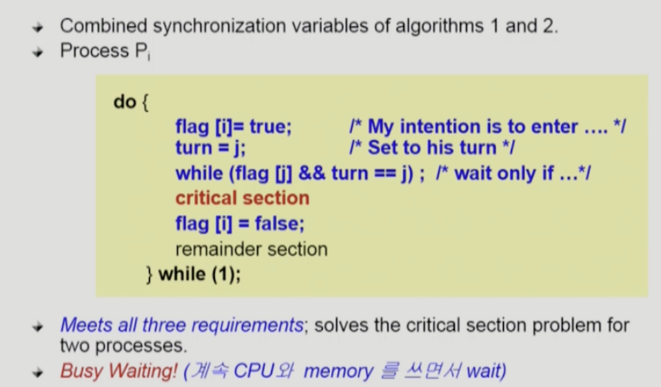 Combined synchronization variables of algorithms 1 and 2.
Process Pi
do {
flag [i]= true; /* My intention is to enter .... */
turn = j; /* Set to his turn */
while (flag [j] && turn == j) ; /* wait only if ...*/
critical section
flag [i] = false;
remainder section
} while (1);
Meets all three requirements; solves the critical section problem for
two processes.
Busy Waiting! (계속 CPU와 memory 를 쓰면서 wait)